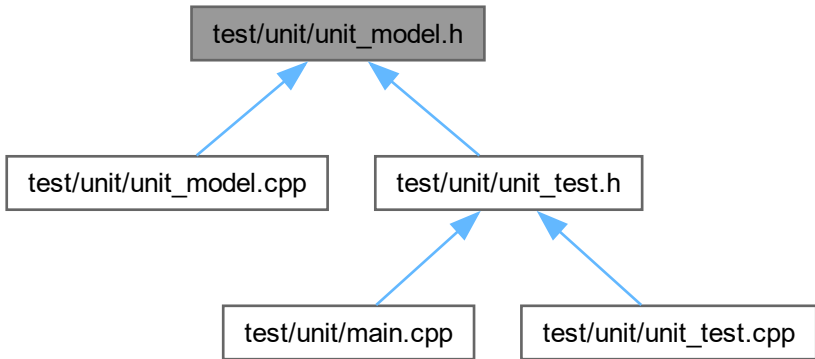 test/unit/unit_model.h
test/unit/unit_model.cpp
test/unit/unit_test.h
test/unit/main.cpp
test/unit/unit_test.cpp